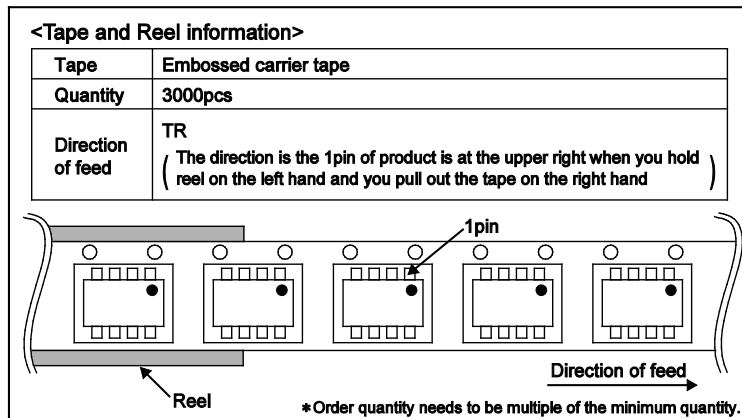 <Tape and Reel information>
Tape Embossed carrier tape
Quantity 3000pcs
Direction of feed TR
( The direction is the 1pin of product is at the upper right when you hold
reel on the left hand and you pull out the tape on the right hand )
1pin
Direction of feed
Reel
*Order quantity needs to be multiple of the minimum quantity.